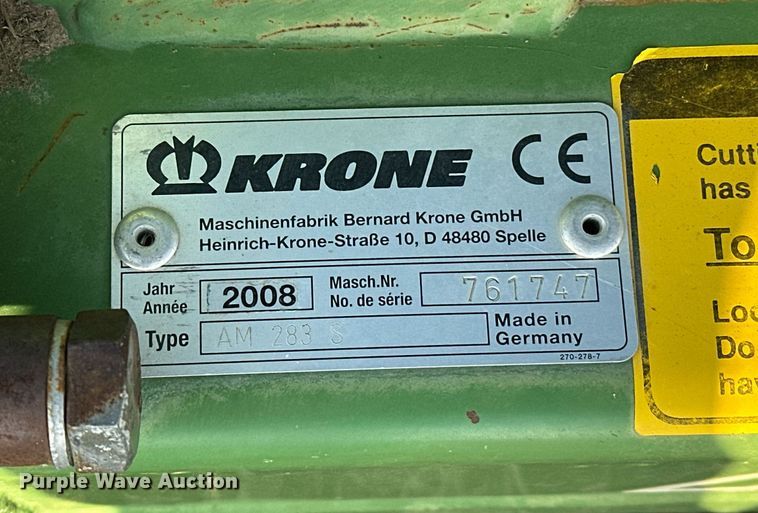 KRONE CE
Maschinenfabrik Bernard Krone GmbH
Heinrich-Krone-Straße 10, D 48480 Spelle
Jahr
Année
2008
Masch.Nr.
No. de série
761747
Type
AM 283 S
Made in
Germany
270-278-7
Cutti
has
To
Loc
Do
hav
Purple Wave Auction